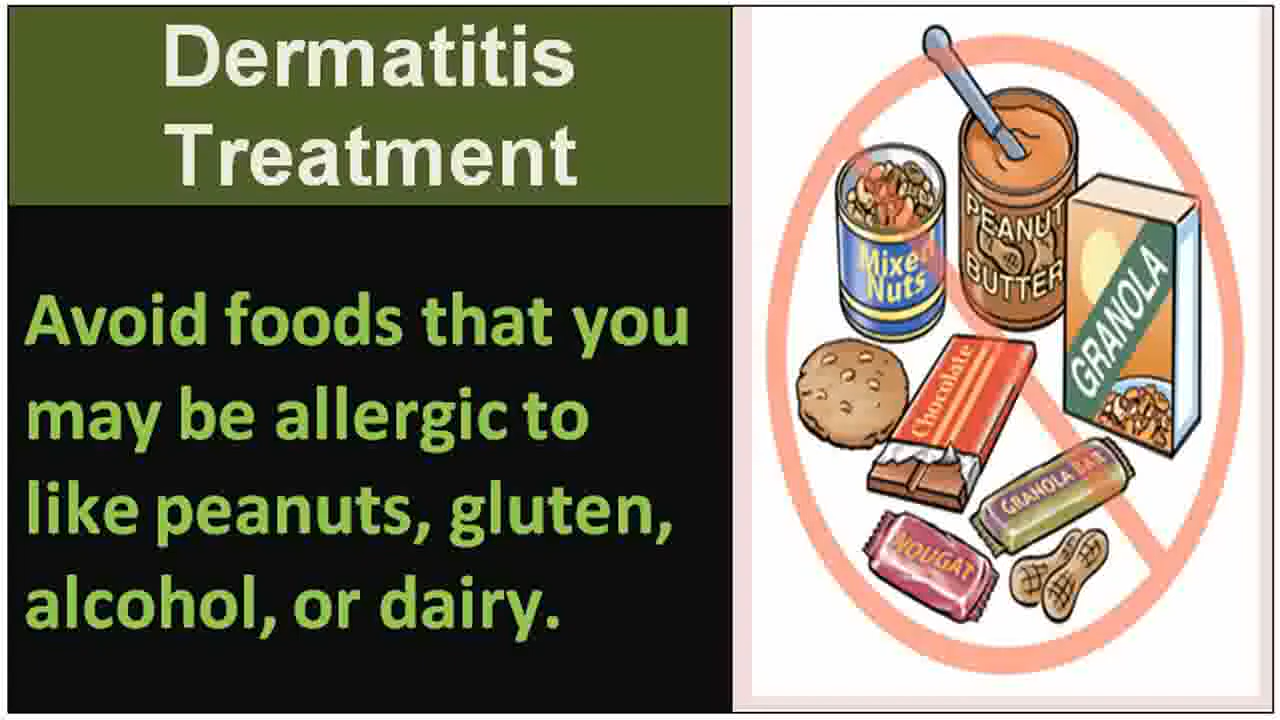 Dermatitis
Treatment
Avoid foods that you
may be allergic to
like peanuts, gluten,
alcohol, or dairy.
PEANUT
BUTTER
Mixed
Nuts
GRANOLA
Chocolate
GRANOLA BAR
NOUGAT